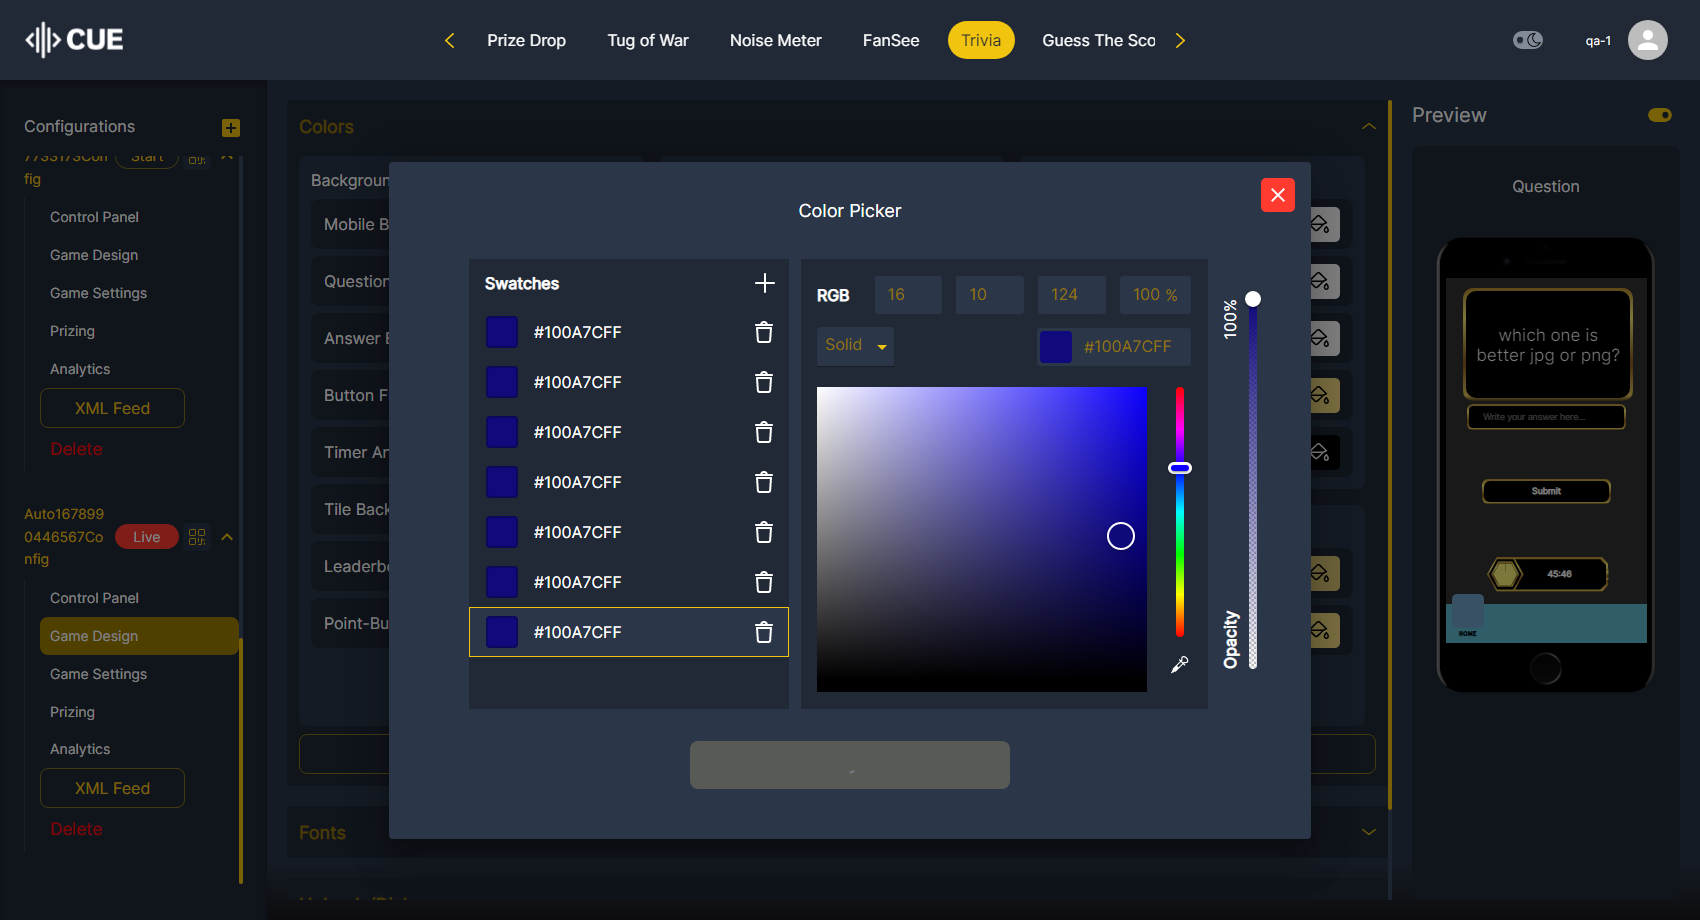 CUE
Prize Drop
Tug of War
Noise Meter
FanSee
Trivia
Guess The Sco
qa-1
Configurations
Start
fig
Control Panel
Game Design
Game Settings
Prizing
Analytics
XML Feed
Delete
Auto167899
0446567Co
nfig
Live
Control Panel
Game Design
Game Settings
Prizing
Analytics
XML Feed
Delete
Colors
Backgroun
Mobile B
Question
Answer
Button F
Timer An
Tile Back
Leaderb
Point-Bu
Fonts
Color Picker
Swatches
#100A7CFF
#100A7CFF
#100A7CFF
#100A7CFF
#100A7CFF
#100A7CFF
#100A7CFF
RGB
16
10
124
100 %
Solid
#100A7CFF
100%
Opacity
Preview
Question
which one is
better jpg or png?
Write your answer here...
Submit
45:46
HOME